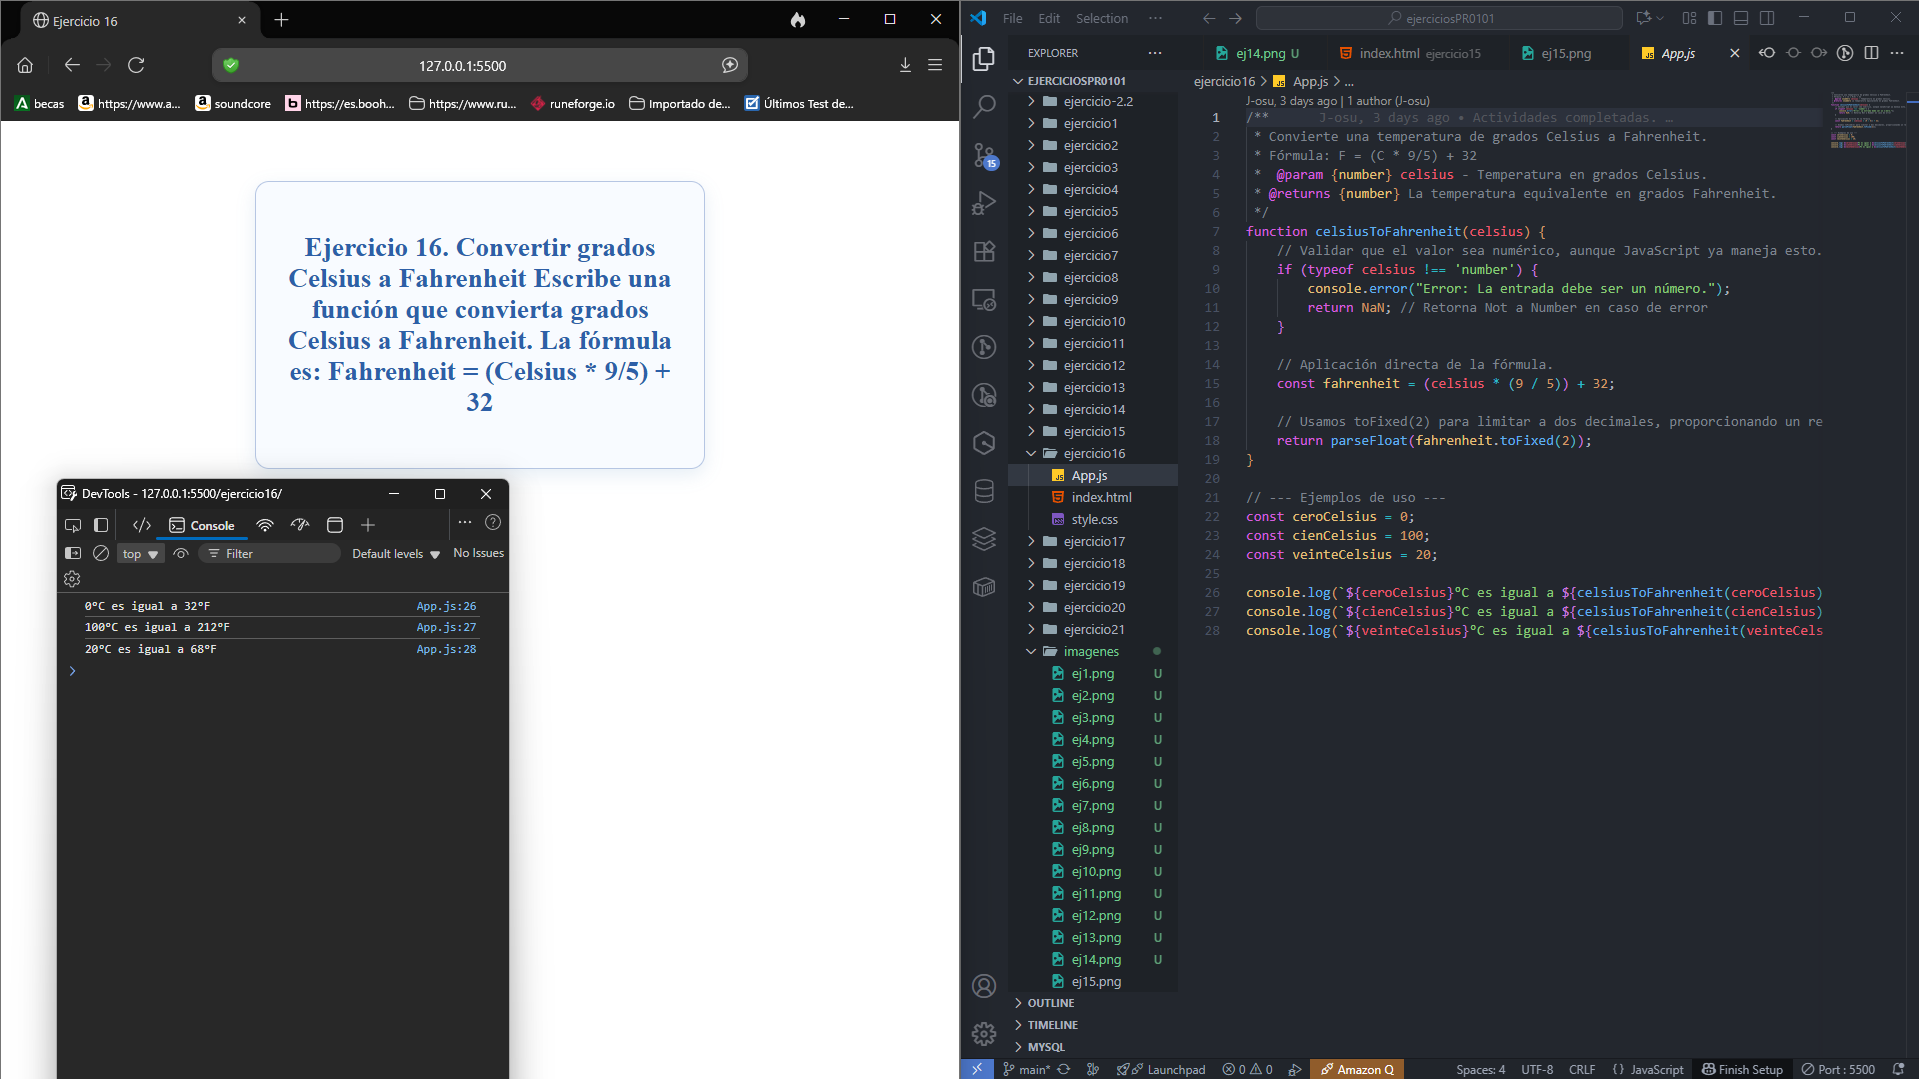 Ejercicio 16
127.0.0.1:5500
becas
https://www.a...
soundcore
https://es.booh...
https://www.ru...
runeforge.io
Importado de...
Últimos Test de...
Ejercicio 16. Convertir grados
Celsius a Fahrenheit Escribe una
función que convierta grados
Celsius a Fahrenheit. La fórmula
es: Fahrenheit = (Celsius * 9/5) +
32
DevTools - 127.0.0.1:5500/ejercicio16/
Console
top
Filter
Default levels
No Issues
0ºC es igual a 32ºF App.js:26
100ºC es igual a 212ºF App.js:27
20ºC es igual a 68ºF App.js:28
File Edit Selection ...
ejerciciosPR0101
EXPLORER
EJERCICIOSPR0101
ejercicio-2.2
ejercicio1
ejercicio2
ejercicio3
ejercicio4
ejercicio5
ejercicio6
ejercicio7
ejercicio8
ejercicio9
ejercicio10
ejercicio11
ejercicio12
ejercicio13
ejercicio14
ejercicio15
ejercicio16
JS App.js
index.html
style.css
ejercicio17
ejercicio18
ejercicio19
ejercicio20
ejercicio21
imagenes
ej1.png U
ej2.png U
ej3.png U
ej4.png U
ej5.png U
ej6.png U
ej7.png U
ej8.png U
ej9.png U
ej10.png U
ej11.png U
ej12.png U
ej13.png U
ej14.png U
ej15.png
OUTLINE
TIMELINE
MYSQL
15
ej14.png U
index.html ejercicio15
ej15.png
JS App.js
ejercicio16 > JS App.js > ...
J-osu, 3 days ago | 1 author (J-osu)
1 /** J-osu, 3 days ago • Actividades completadas. …
2 * Convierte una temperatura de grados Celsius a Fahrenheit.
3 * Fórmula: F = (C * 9/5) + 32
4 * @param {number} celsius - Temperatura en grados Celsius.
5 * @returns {number} La temperatura equivalente en grados Fahrenheit.
6 */
7 function celsiusToFahrenheit(celsius) {
8 // Validar que el valor sea numérico, aunque JavaScript ya maneja esto.
9 if (typeof celsius !== 'number') {
10 console.error("Error: La entrada debe ser un número.");
11 return NaN; // Retorna Not a Number en caso de error
12 }
13
14 // Aplicación directa de la fórmula.
15 const fahrenheit = (celsius * (9 / 5)) + 32;
16
17 // Usamos toFixed(2) para limitar a dos decimales, proporcionando un re
18 return parseFloat(fahrenheit.toFixed(2));
19 }
20
21 // --- Ejemplos de uso ---
22 const ceroCelsius = 0;
23 const cienCelsius = 100;
24 const veinteCelsius = 20;
25
26 console.log(`${ceroCelsius}ºC es igual a ${celsiusToFahrenheit(ceroCelsius)
27 console.log(`${cienCelsius}ºC es igual a ${celsiusToFahrenheit(cienCelsius)
28 console.log(`${veinteCelsius}ºC es igual a ${celsiusToFahrenheit(veinteCels
main* Launchpad 0 0 Amazon Q Spaces: 4 UTF-8 CRLF {} JavaScript Finish Setup Port : 5500